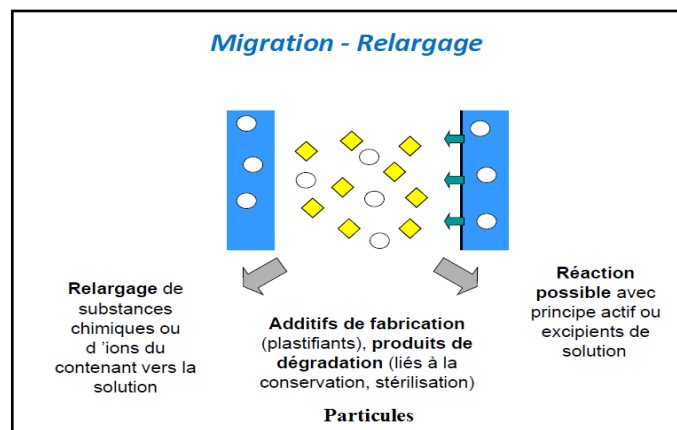 Migration - Relargage
Relargage de
substances
chimiques ou
d 'ions du
contenant vers la
solution
Additifs de fabrication
(plastifiants), produits de
dégradation (liés à la
conservation, stérilisation)
Particules
Réaction
possible avec
principe actif ou
excipients de
solution